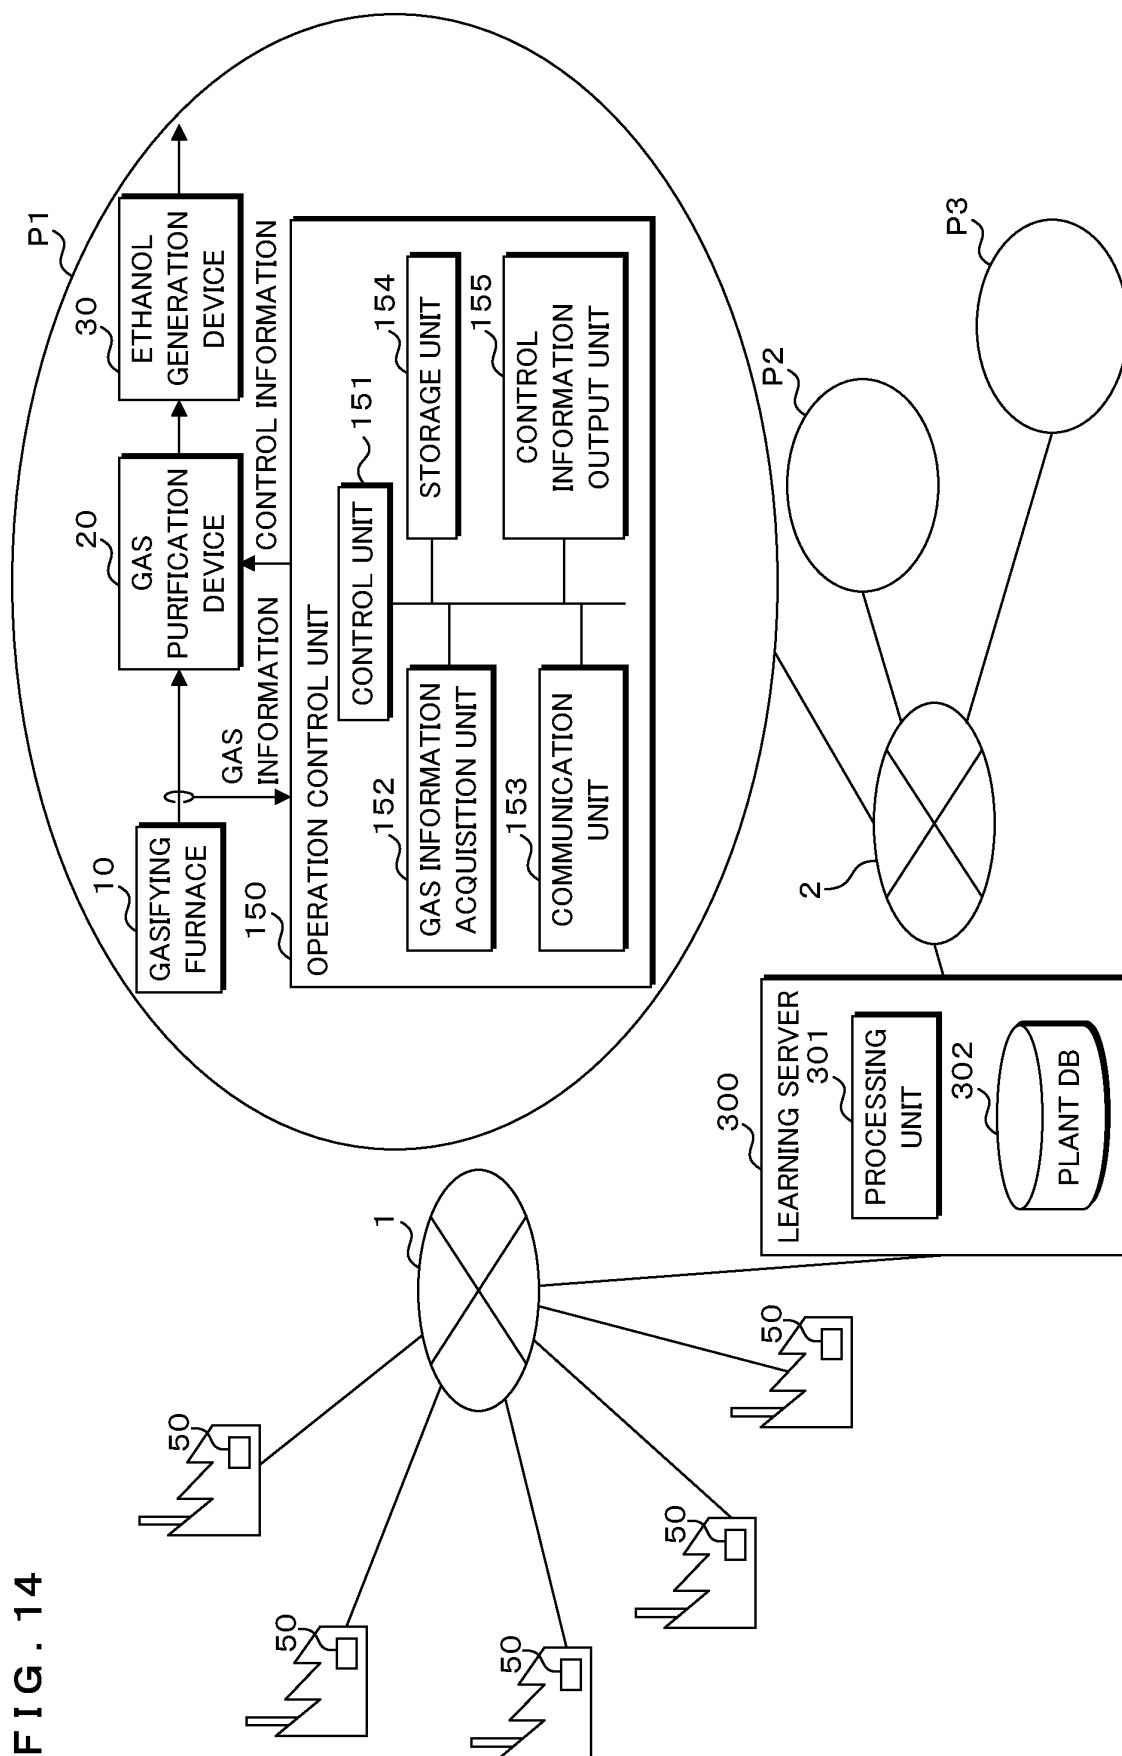 FIG. 14
P1
10
GASIFYING
FURNACE
20
GAS
PURIFICATION
DEVICE
30
ETHANOL
GENERATION
DEVICE
GAS
INFORMATION
CONTROL INFORMATION
150
OPERATION CONTROL UNIT
CONTROL UNIT
151
152
GAS INFORMATION
ACQUISITION UNIT
154
STORAGE UNIT
153
COMMUNICATION
UNIT
155
CONTROL
INFORMATION
OUTPUT UNIT
50
50
50
50
50
1
300
LEARNING SERVER
301
PROCESSING
UNIT
302
PLANT DB
2
P2
P3